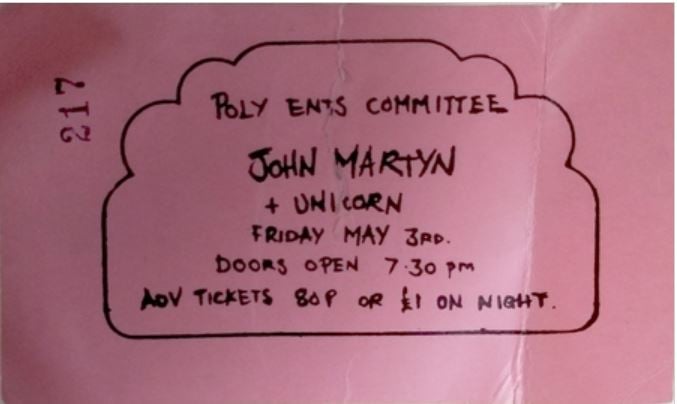 217
POLY ENTS COMMITTEE
JOHN MARTYN
+ UNICORN
FRIDAY MAY 3RD.
DOORS OPEN 7.30 pm
ADV TICKETS 80P OR £1 ON NIGHT.